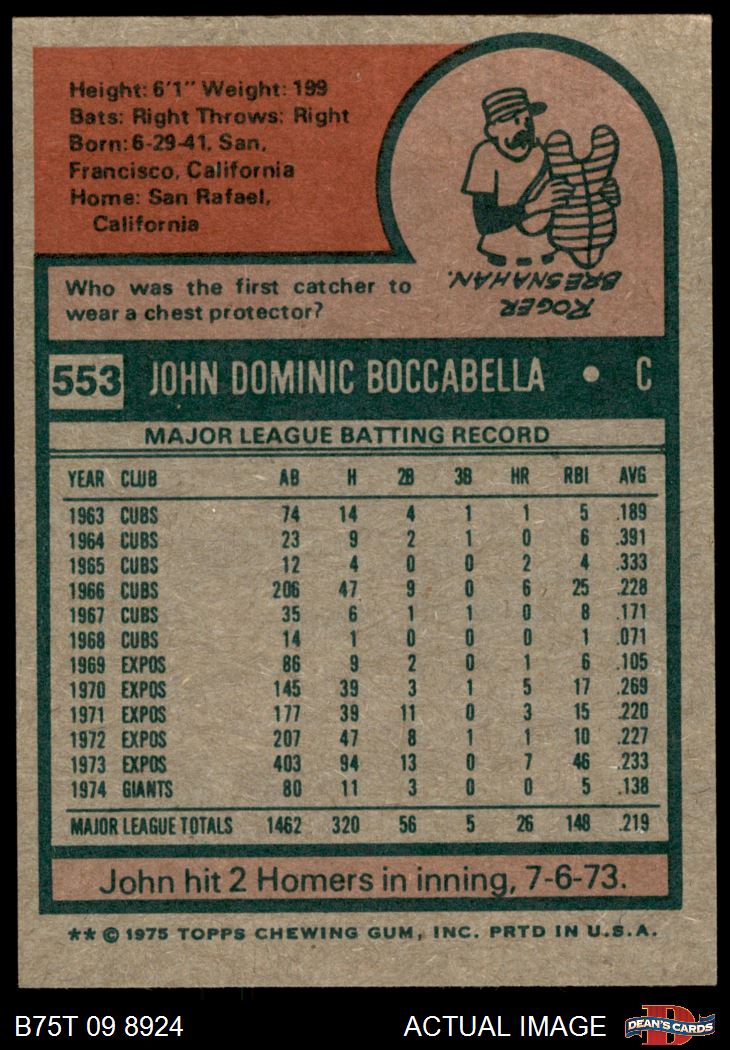 Height: 6'1" Weight: 199
Bats: Right Throws: Right
Born: 6-29-41, San,
Francisco, California
Home: San Rafael,
California
ROGER
BRESNAHAN.
Who was the first catcher to
wear a chest protector?
553 JOHN DOMINIC BOCCABELLA • C
MAJOR LEAGUE BATTING RECORD
YEAR CLUB AB H 2B 3B HR RBI AVG
1963 CUBS 74 14 4 1 1 5 .189
1964 CUBS 23 9 2 1 0 6 .391
1965 CUBS 12 4 0 0 2 4 .333
1966 CUBS 206 47 9 0 6 25 .228
1967 CUBS 35 6 1 1 0 8 .171
1968 CUBS 14 1 0 0 0 1 .071
1969 EXPOS 86 9 2 0 1 6 .105
1970 EXPOS 145 39 3 1 5 17 .269
1971 EXPOS 177 39 11 0 3 15 .220
1972 EXPOS 207 47 8 1 1 10 .227
1973 EXPOS 403 94 13 0 7 46 .233
1974 GIANTS 80 11 3 0 0 5 .138
MAJOR LEAGUE TOTALS 1462 320 56 5 26 148 .219
John hit 2 Homers in inning, 7-6-73.
** © 1975 TOPPS CHEWING GUM, INC. PRTD IN U.S.A.
B75T 09 8924 ACTUAL IMAGE D DEAN'S CARDS